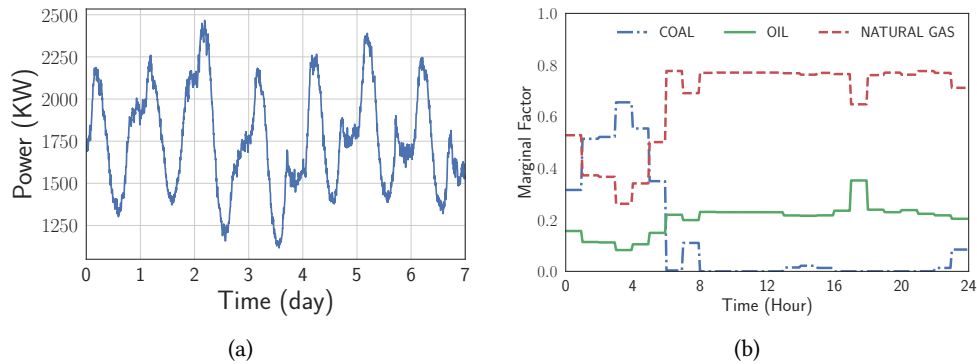 2500
2250
2000
1750
1500
1250
Power (KW)
0 1 2 3 4 5 6 7
Time (day)
(a)
1.0
0.8
0.6
0.4
0.2
0.0
Marginal Factor
COAL OIL NATURAL GAS
0 4 8 12 16 20 24
Time (Hour)
(b)